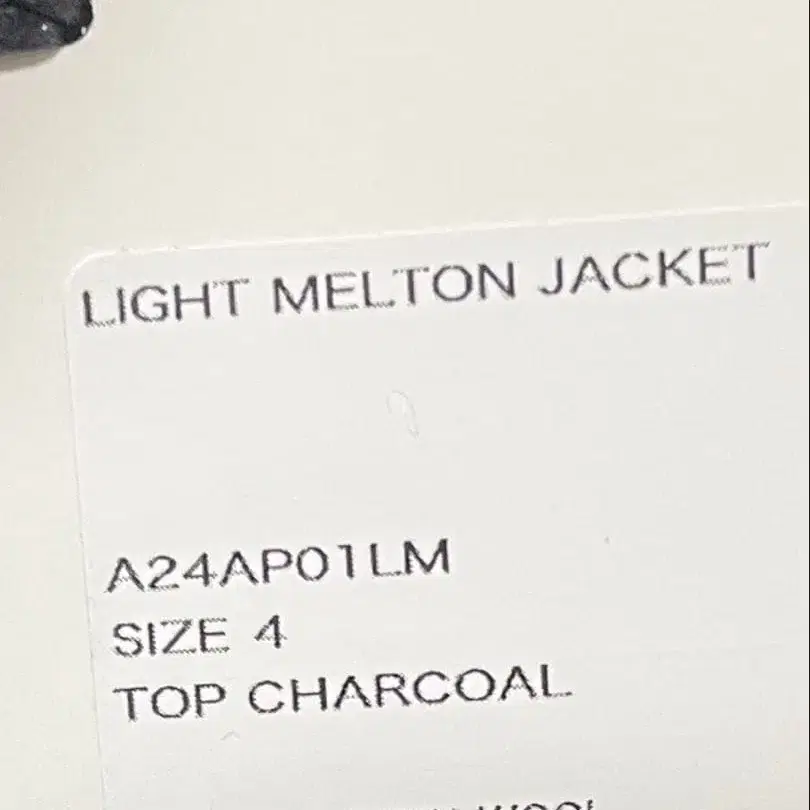 LIGHT MELTON JACKET
A24AP01LM
SIZE 4
TOP CHARCOAL